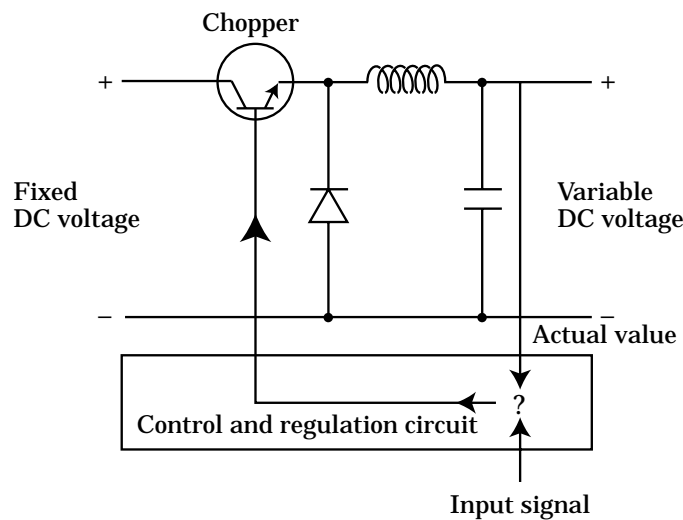 Chopper
+
+
Fixed
DC voltage
Variable
DC voltage
−
−
Actual value
?
Control and regulation circuit
Input signal